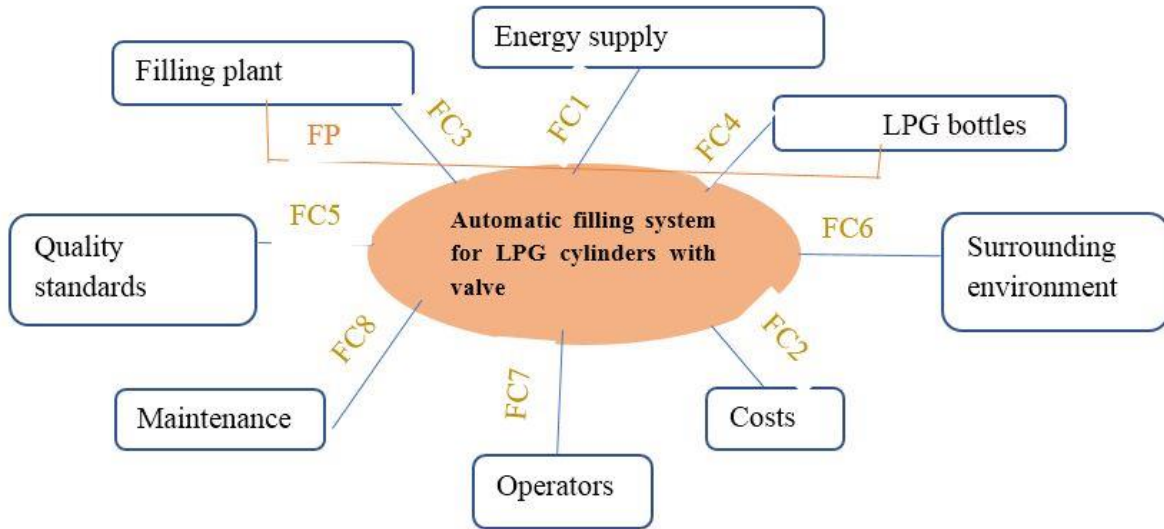 Energy supply
Filling plant
FC3
FC1
FC4
LPG bottles
FP
FC5
Automatic filling system
for LPG cylinders with
valve
FC6
Quality
standards
Surrounding
environment
FC8
FC7
FC2
Maintenance
Costs
Operators